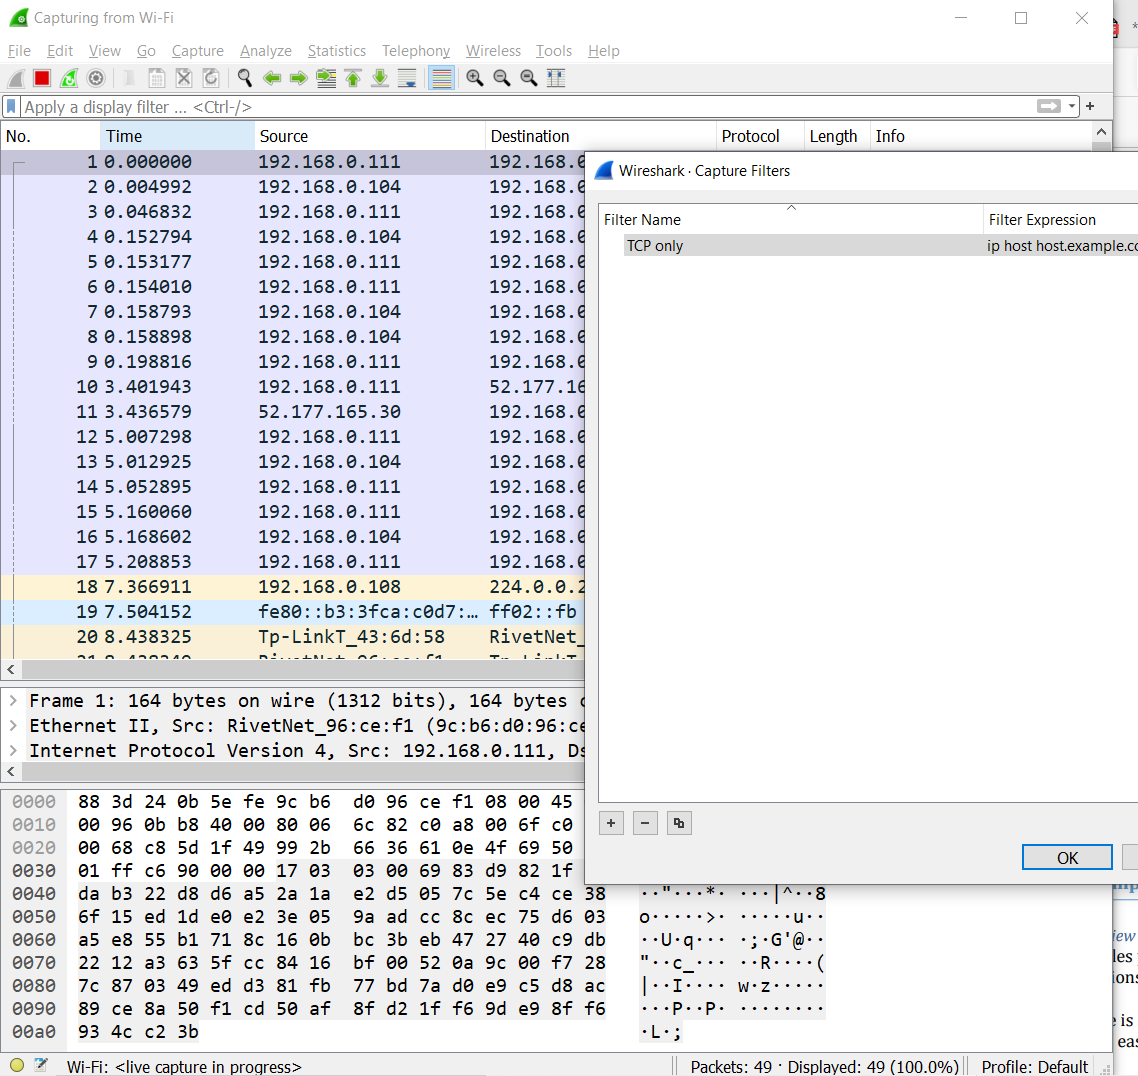 Capturing from Wi-Fi
File Edit View Go Capture Analyze Statistics Telephony Wireless Tools Help
Apply a display filter ... <Ctrl-/>
No. Time Source Destination Protocol Length Info
1 0.000000 192.168.0.111 192.168.0
2 0.004992 192.168.0.104 192.168.0
3 0.046832 192.168.0.111 192.168.0
4 0.152794 192.168.0.104 192.168.0
5 0.153177 192.168.0.111 192.168.0
6 0.154010 192.168.0.111 192.168.0
7 0.158793 192.168.0.104 192.168.0
8 0.158898 192.168.0.104 192.168.0
9 0.198816 192.168.0.111 192.168.0
10 3.401943 192.168.0.111 52.177.16
11 3.436579 52.177.165.30 192.168.0
12 5.007298 192.168.0.111 192.168.0
13 5.012925 192.168.0.104 192.168.0
14 5.052895 192.168.0.111 192.168.0
15 5.160060 192.168.0.111 192.168.0
16 5.168602 192.168.0.104 192.168.0
17 5.208853 192.168.0.111 192.168.0
18 7.366911 192.168.0.108 224.0.0.2
19 7.504152 fe80::b3:3fca:c0d7:… ff02::fb
20 8.438325 Tp-LinkT_43:6d:58 RivetNet_
Wireshark · Capture Filters
Filter Name Filter Expression
TCP only ip host host.example.co
OK
Frame 1: 164 bytes on wire (1312 bits), 164 bytes
Ethernet II, Src: RivetNet_96:ce:f1 (9c:b6:d0:96:ce
Internet Protocol Version 4, Src: 192.168.0.111, Ds
0000 88 3d 24 0b 5e fe 9c b6 d0 96 ce f1 08 00 45
0010 00 96 0b b8 40 00 80 06 6c 82 c0 a8 00 6f c0
0020 00 68 c8 5d 1f 49 99 2b 66 36 61 0e 4f 69 50
0030 01 ff c6 90 00 00 17 03 03 00 69 83 d9 82 1f
0040 da b3 22 d8 d6 a5 2a 1a e2 d5 05 7c 5e c4 ce 38 ··"···*· ···|^··8
0050 6f 15 ed 1d e0 e2 3e 05 9a ad cc 8c ec 75 d6 03 o·····>· ·····u··
0060 a5 e8 55 b1 71 8c 16 0b bc 3b eb 47 27 40 c9 db ··U·q··· ·;·G'@··
0070 22 12 a3 63 5f cc 84 16 bf 00 52 0a 9c 00 f7 28 "··c_··· ··R····(
0080 7c 87 03 49 ed d3 81 fb 77 bd 7a d0 e9 c5 d8 ac |··I···· w·z·····
0090 89 ce 8a 50 f1 cd 50 af 8f d2 1f f6 9d e9 8f f6 ···P··P· ········
00a0 93 4c c2 3b ·L·;
Wi-Fi: <live capture in progress> Packets: 49 · Displayed: 49 (100.0%) Profile: Default